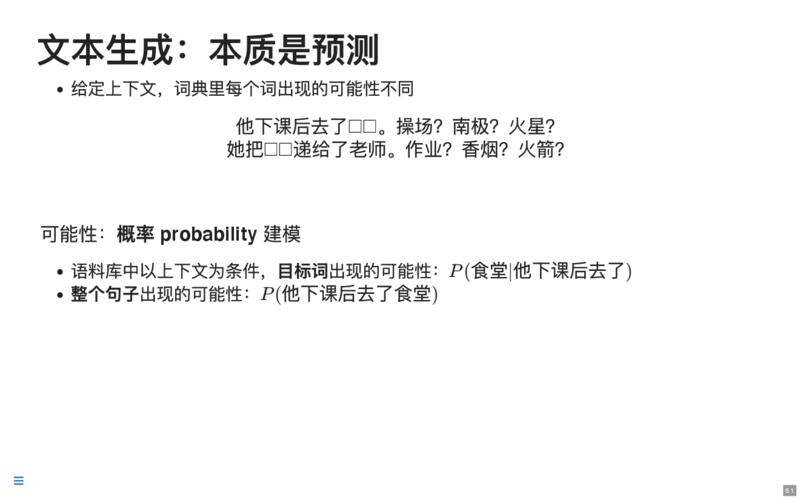 文本生成：本质是预测
• 给定上下文，词典里每个词出现的可能性不同
他下课后去了□□。操场？南极？火星？
她把□□递给了老师。作业？香烟？火箭？
可能性：概率 probability 建模
• 语料库中以上下文为条件，目标词出现的可能性：P(食堂|他下课后去了)
• 整个句子出现的可能性：P(他下课后去了食堂)
5.1